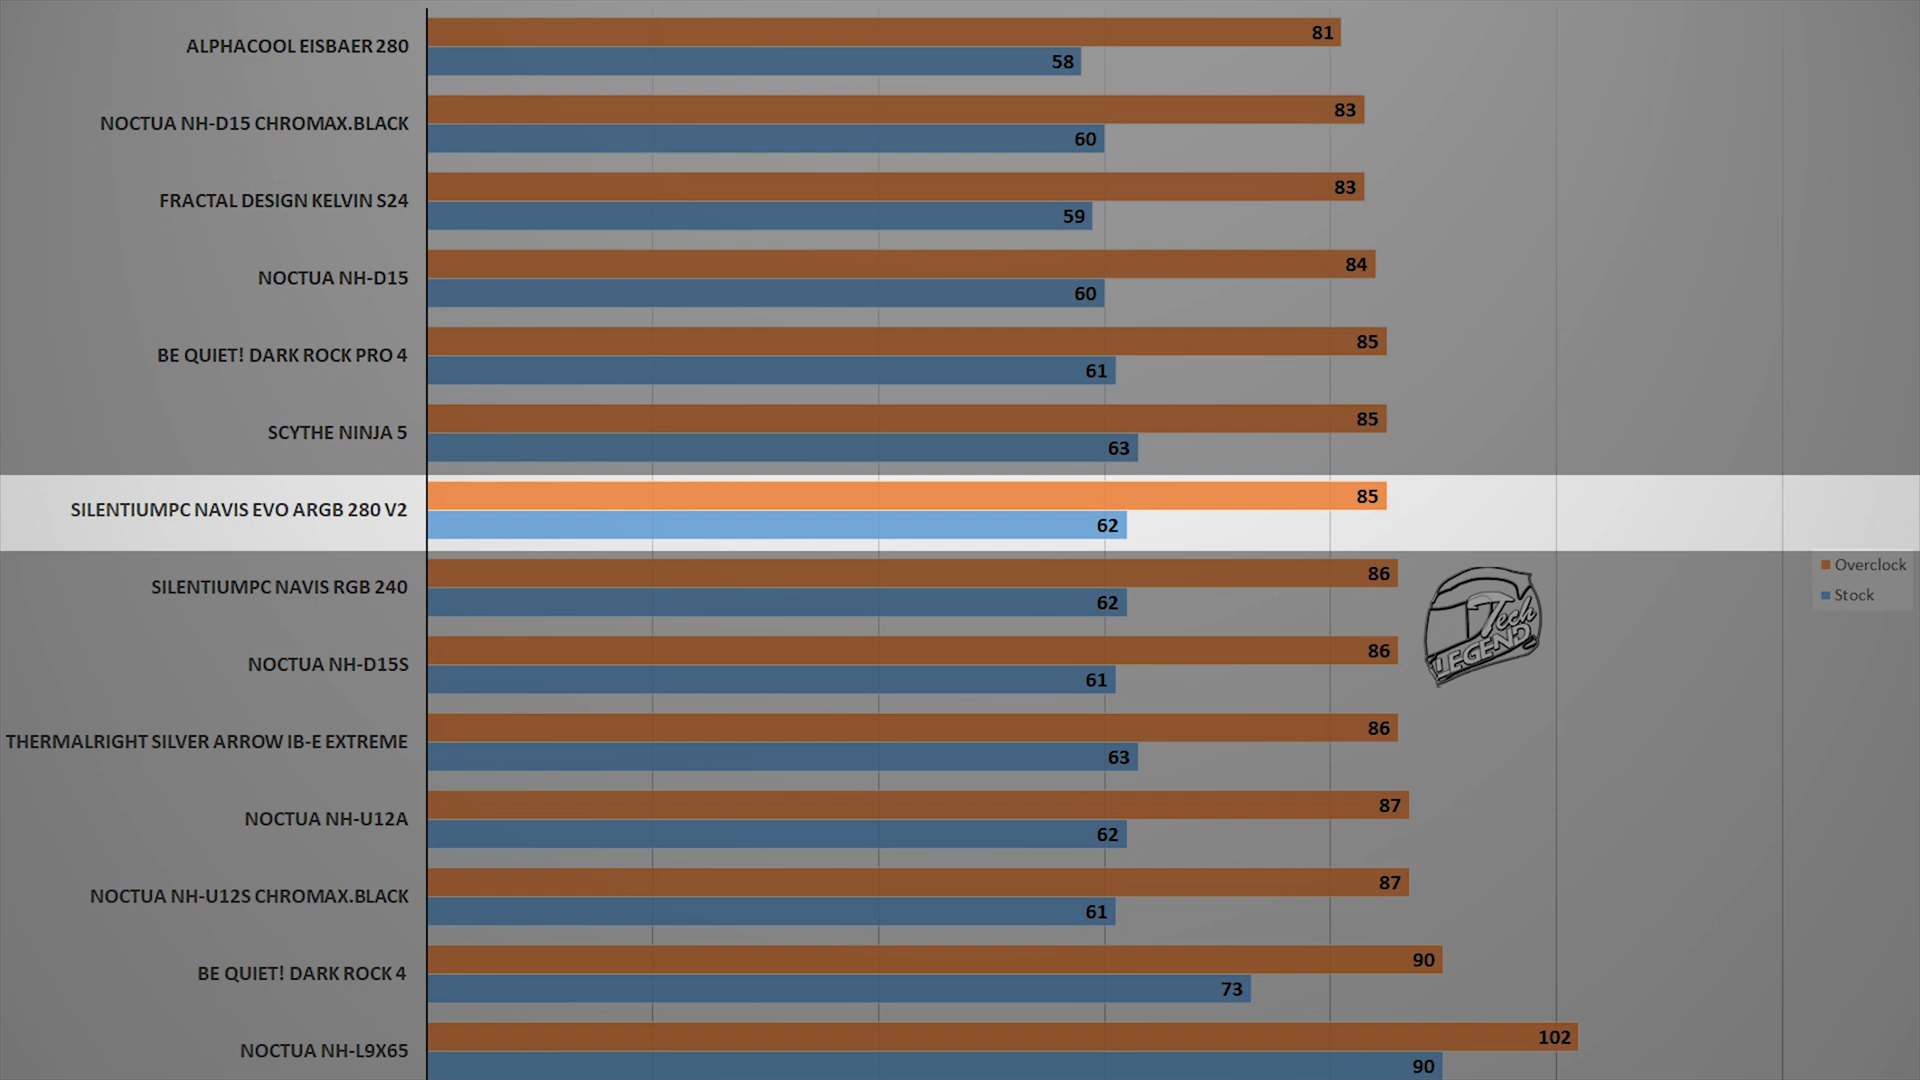 ALPHACOOL EISBAER 280
81
58
NOCTUA NH-D15 CHROMAX.BLACK
83
60
FRACTAL DESIGN KELVIN S24
83
59
NOCTUA NH-D15
84
60
BE QUIET! DARK ROCK PRO 4
85
61
SCYTHE NINJA 5
85
63
SILENTIUMPC NAVIS EVO ARGB 280 V2
85
62
SILENTIUMPC NAVIS RGB 240
86
62
NOCTUA NH-D15S
86
61
THERMALRIGHT SILVER ARROW IB-E EXTREME
86
63
NOCTUA NH-U12A
87
62
NOCTUA NH-U12S CHROMAX.BLACK
87
61
BE QUIET! DARK ROCK 4
90
73
NOCTUA NH-L9X65
102
90
Overclock
Stock
Tech
LEGEND